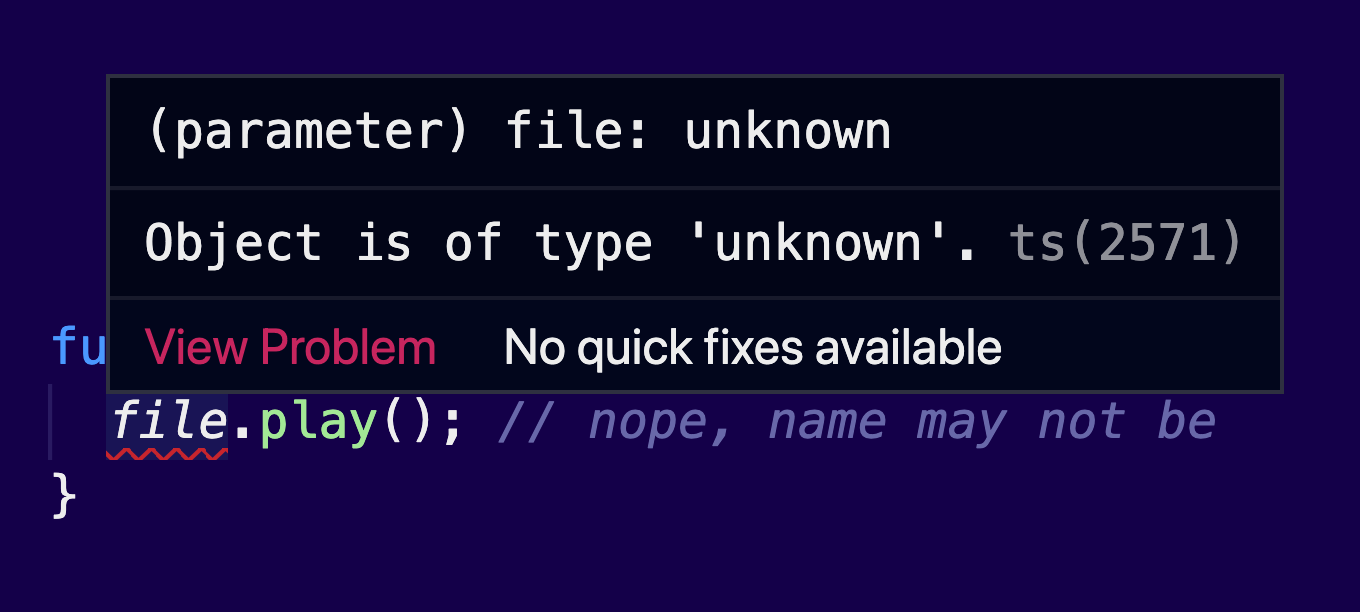 (parameter) file: unknown
Object is of type 'unknown'. ts(2571)
View Problem No quick fixes available
fu
file.play(); // nope, name may not be
}